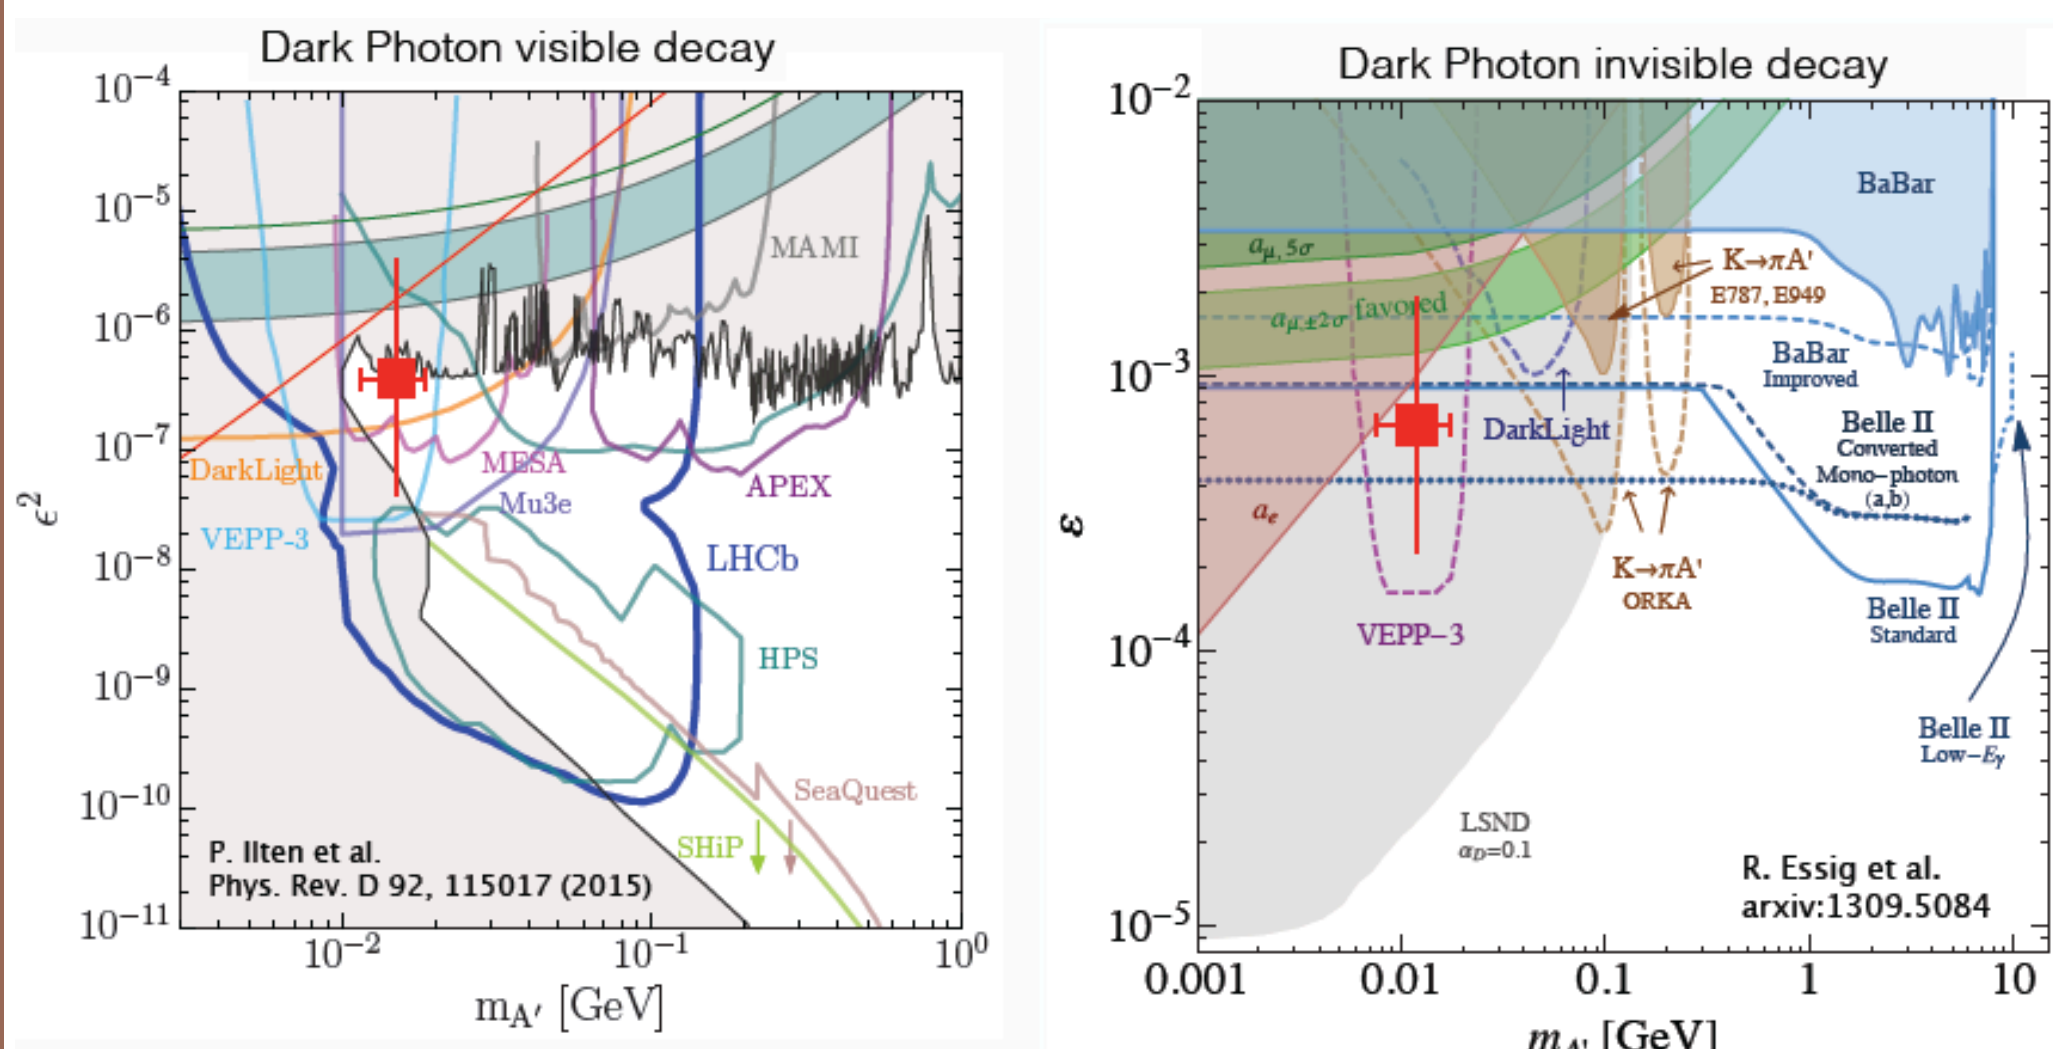 Dark Photon visible decay
10⁻⁴
10⁻⁵
10⁻⁶
10⁻⁷
10⁻⁸
10⁻⁹
10⁻¹⁰
10⁻¹¹
ϵ²
MAMI
DarkLight
MESA
APEX
Mu3e
VEPP-3
LHCb
HPS
SeaQuest
SHiP
P. Ilten et al.
Phys. Rev. D 92, 115017 (2015)
10⁻²
10⁻¹
10⁰
m_A′ [GeV]
Dark Photon invisible decay
10⁻²
10⁻³
10⁻⁴
10⁻⁵
ε
BaBar
a_μ,5σ
K→πA'
E787, E949
a_μ,±2σ favored
BaBar
Improved
DarkLight
Belle II
Converted
Mono-photon
(a,b)
a_e
K→πA'
ORKA
VEPP-3
Belle II
Standard
Belle II
Low-E_γ
LSND
α_D=0.1
R. Essig et al.
arxiv:1309.5084
0.001
0.01
0.1
1
10
m_A' [GeV]